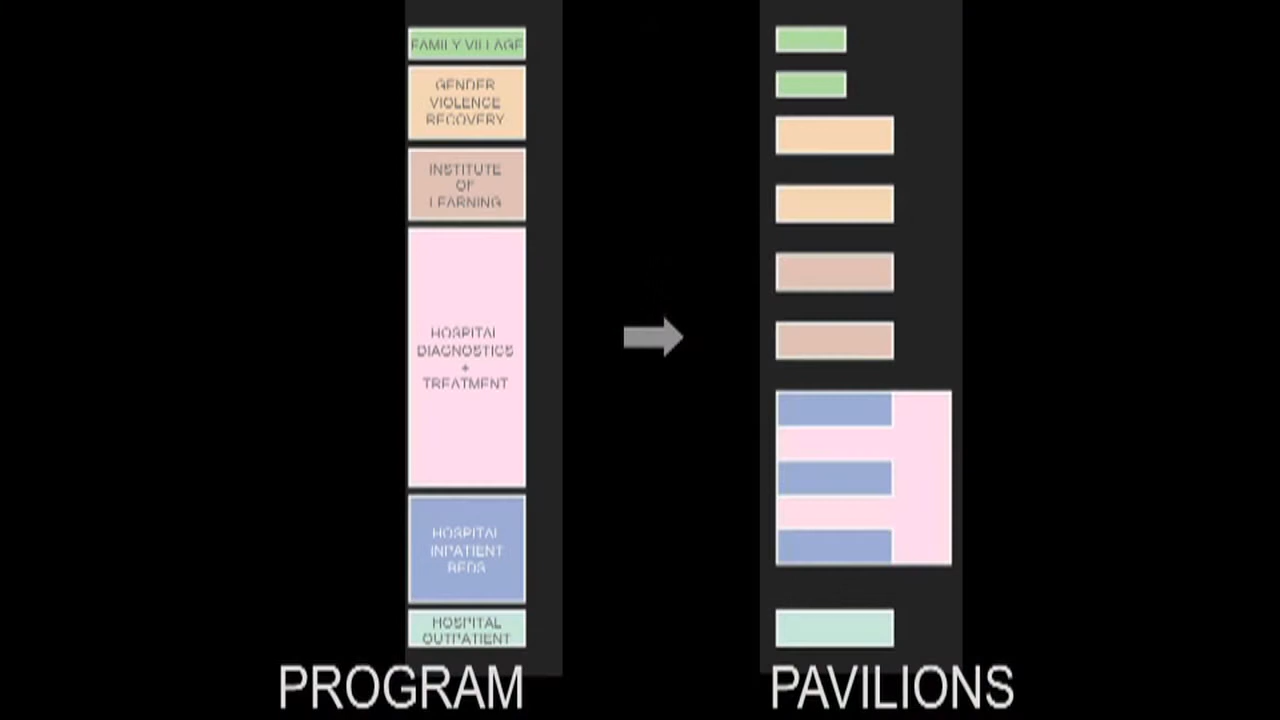 FAMILY VILLAGE
GENDER
VIOLENCE
RECOVERY
INSTITUTE
OF
LEARNING
HOSPITAL
DIAGNOSTICS
+
TREATMENT
HOSPITAL
INPATIENT
BEDS
HOSPITAL
OUTPATIENT
PROGRAM
PAVILIONS